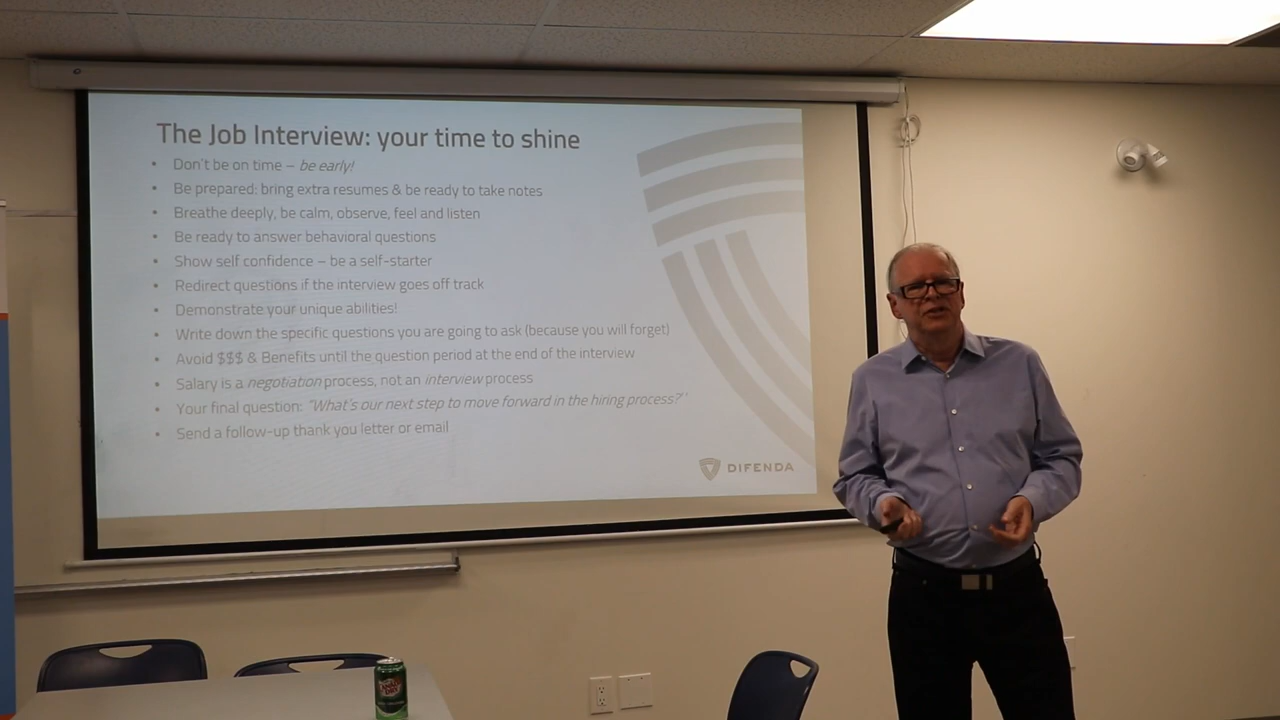 The Job Interview: your time to shine
• Don't be on time – be early!
• Be prepared: bring extra resumes & be ready to take notes
• Breathe deeply, be calm, observe, feel and listen
• Be ready to answer behavioral questions
• Show self confidence – be a self-starter
• Redirect questions if the interview goes off track
• Demonstrate your unique abilities!
• Write down the specific questions you are going to ask (because you will forget)
• Avoid $$$ & Benefits until the question period at the end of the interview
• Salary is a negotiation process, not an interview process
• Your final question: "What's our next step to move forward in the hiring process?"
• Send a follow-up thank you letter or email
DIFENDA